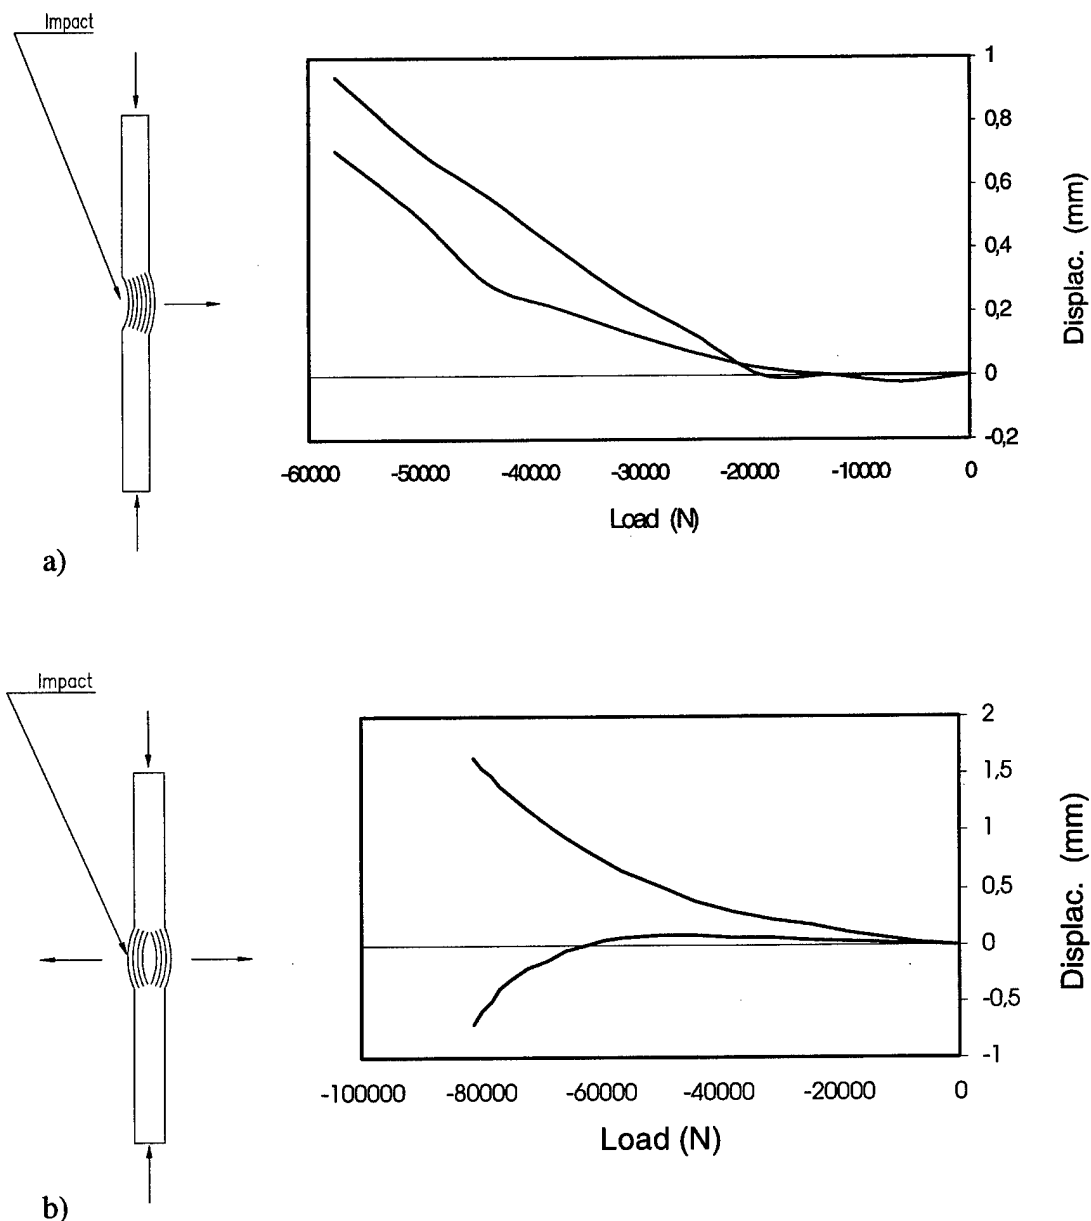 Impact
1
0,8
0,6
0,4
0,2
0
-0,2
Displac. (mm)
-60000 -50000 -40000 -30000 -20000 -10000 0
Load (N)
a)
Impact
2
1,5
1
0,5
0
-0,5
-1
Displac. (mm)
-100000 -80000 -60000 -40000 -20000 0
Load (N)
b)